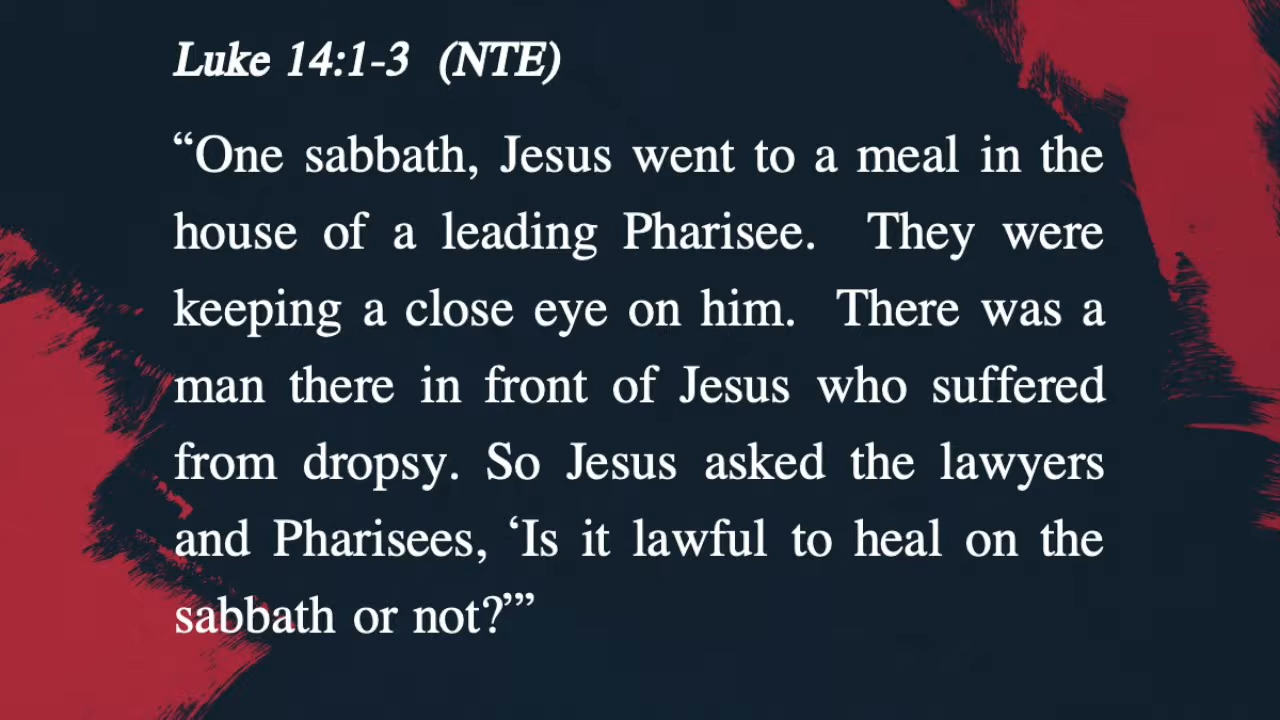 Luke 14:1-3 (NTE)
“One sabbath, Jesus went to a meal in the
house of a leading Pharisee. They were
keeping a close eye on him. There was a
man there in front of Jesus who suffered
from dropsy. So Jesus asked the lawyers
and Pharisees, ‘Is it lawful to heal on the
sabbath or not?’”